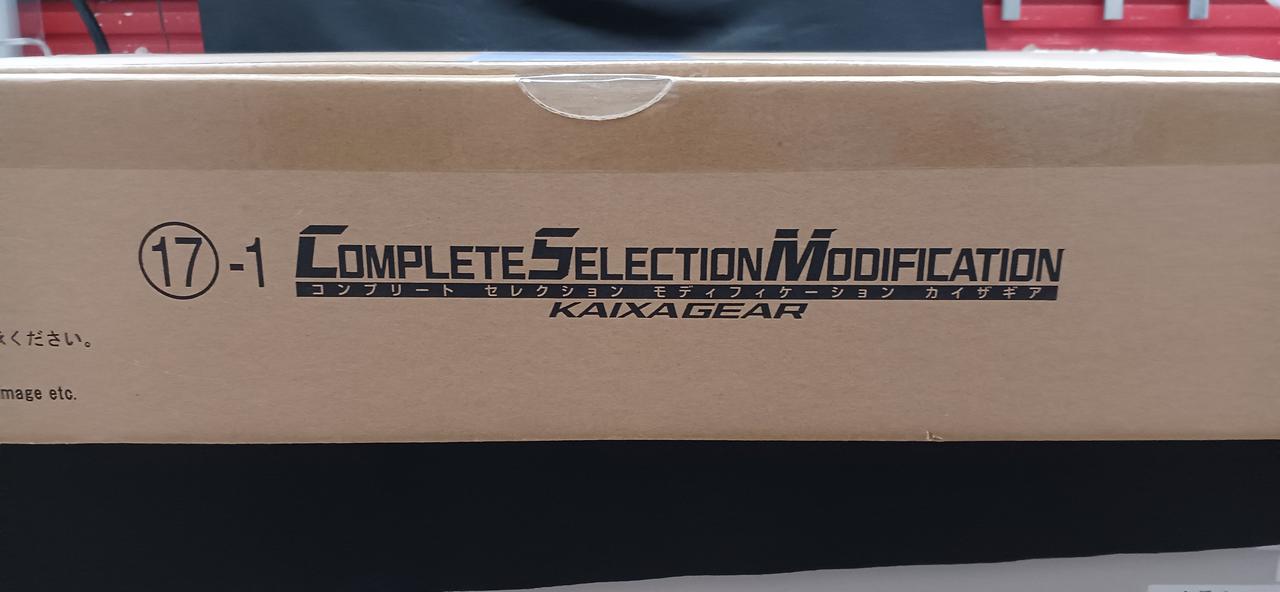 ⑰-1 COMPLETE SELECTION MODIFICATION
コンプリート セレクション モディフィケーション カイザギア
KAIXAGEAR
ください。
mage etc.